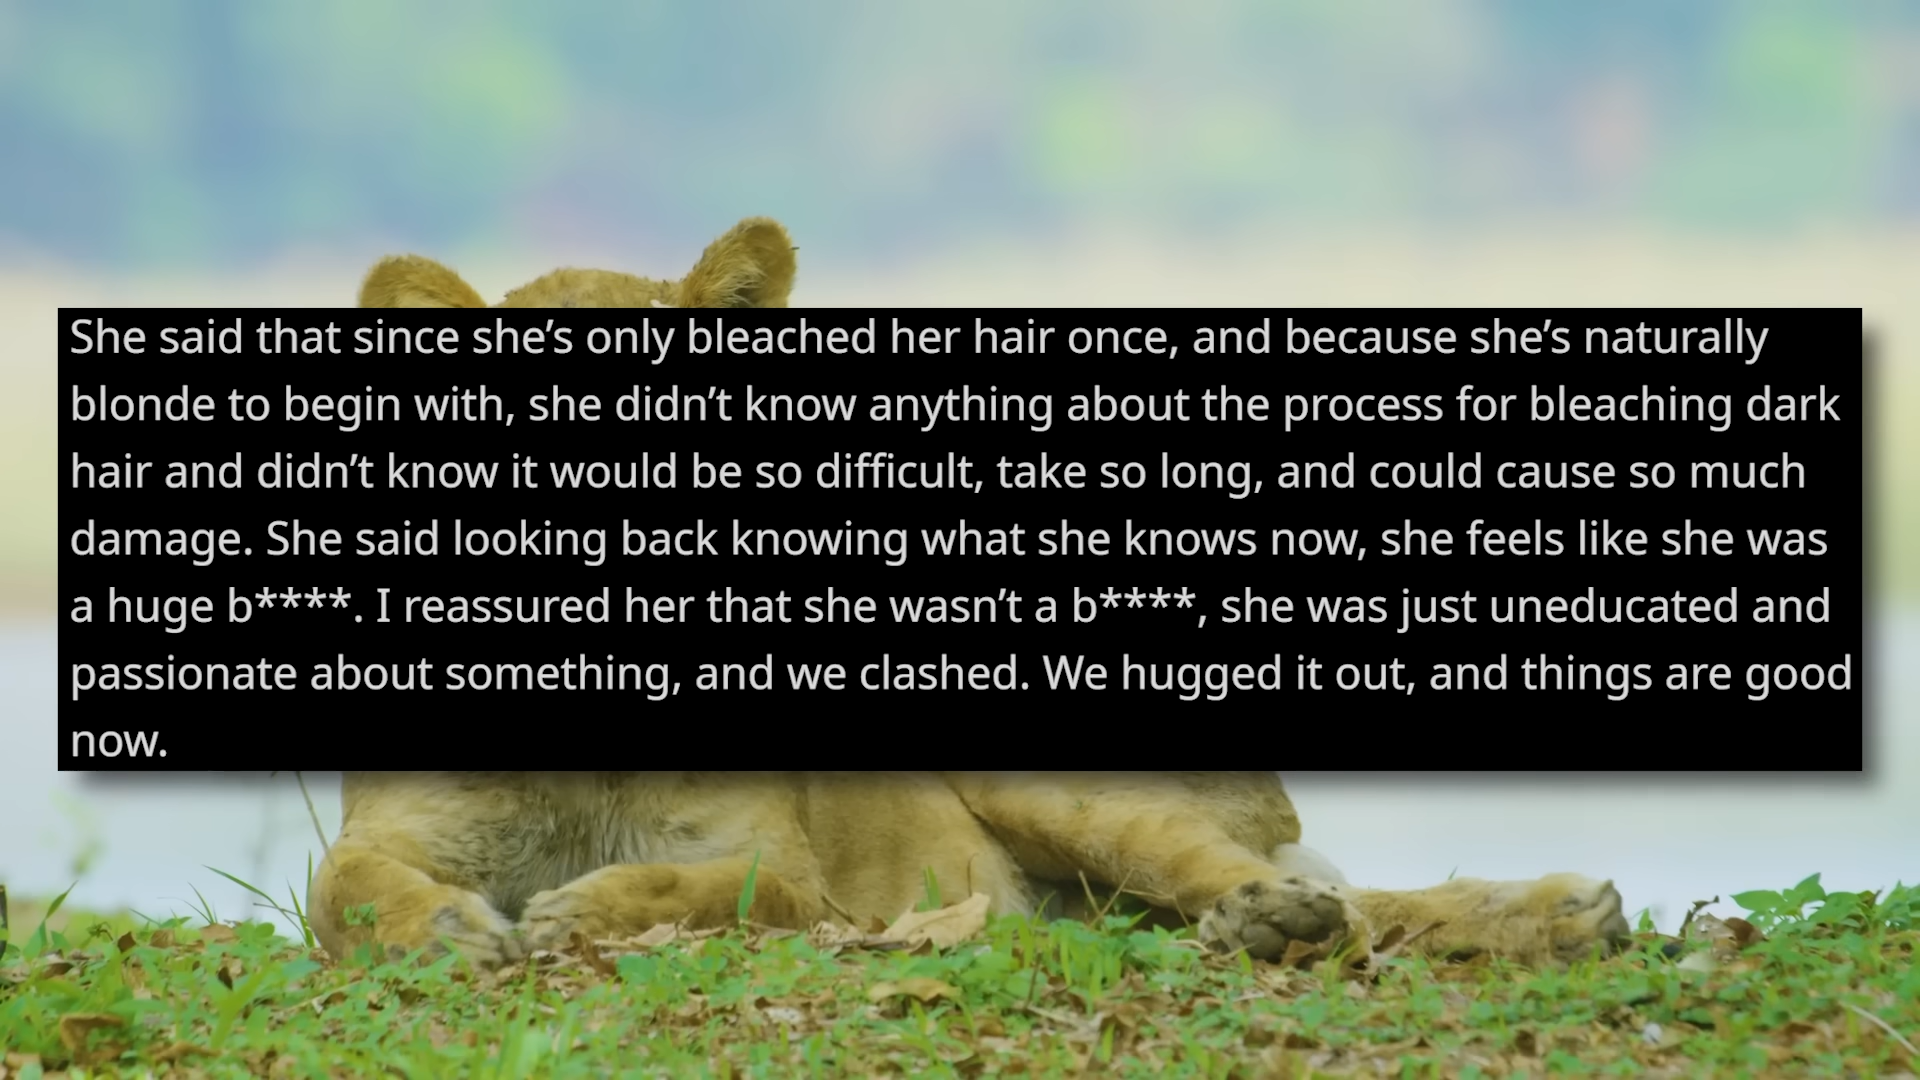 She said that since she’s only bleached her hair once, and because she’s naturally
blonde to begin with, she didn’t know anything about the process for bleaching dark
hair and didn’t know it would be so difficult, take so long, and could cause so much
damage. She said looking back knowing what she knows now, she feels like she was
a huge b****. I reassured her that she wasn’t a b****, she was just uneducated and
passionate about something, and we clashed. We hugged it out, and things are good
now.